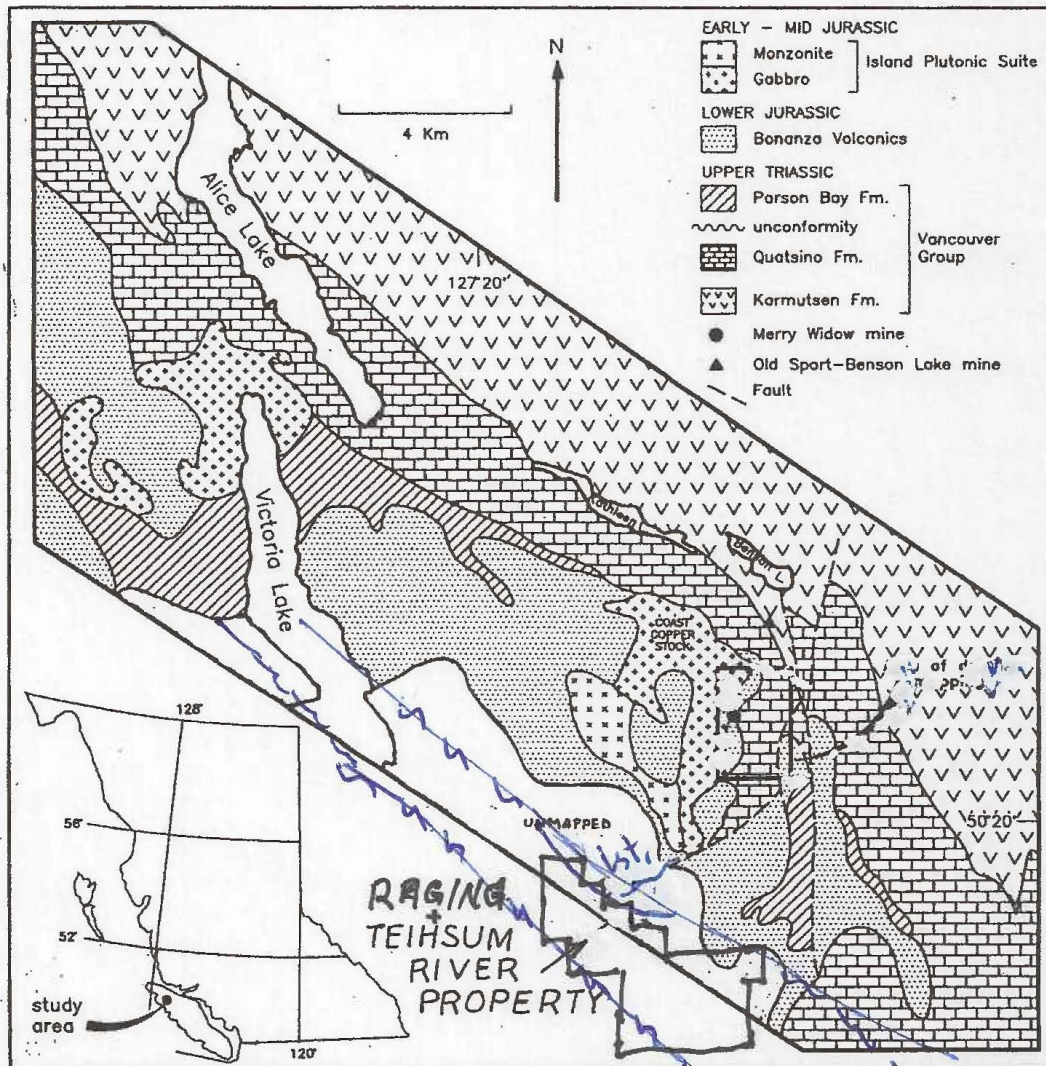 EARLY - MID JURASSIC
Monzonite
Gabbro
Island Plutonic Suite
LOWER JURASSIC
Bonanza Volcanics
UPPER TRIASSIC
Parson Bay Fm.
unconformity
Quatsino Fm.
Karmutsen Fm.
Vancouver
Group
Merry Widow mine
Old Sport-Benson Lake mine
Fault
N
4 Km
Alice Lake
127°20'
Kathleen
Benson L.
Victoria Lake
COAST
COPPER
STOCK
of
50°20'
UNMAPPED
RAGING
+
TEIHSUM
RIVER
PROPERTY
128°
56°
52°
study
area
120°